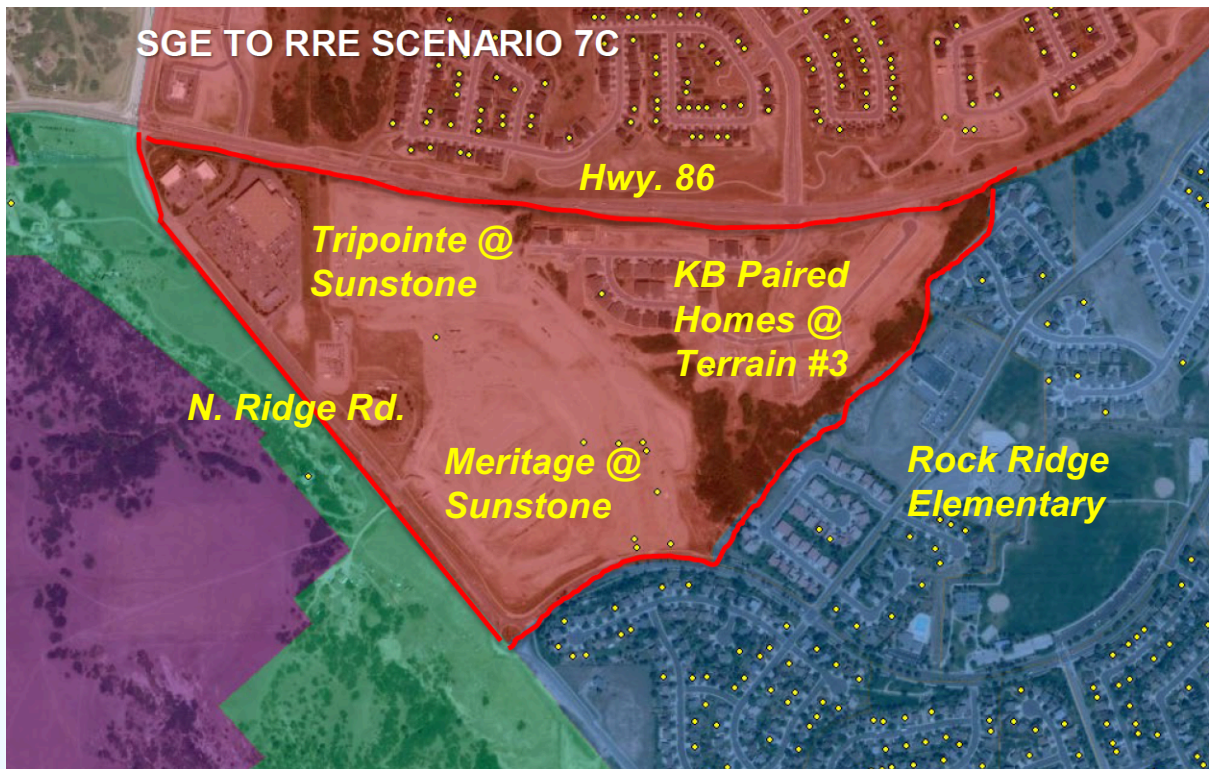 SGE TO RRE SCENARIO 7C
Hwy. 86
Tripointe @
Sunstone
KB Paired
Homes @
Terrain #3
N. Ridge Rd.
Meritage @
Sunstone
Rock Ridge
Elementary